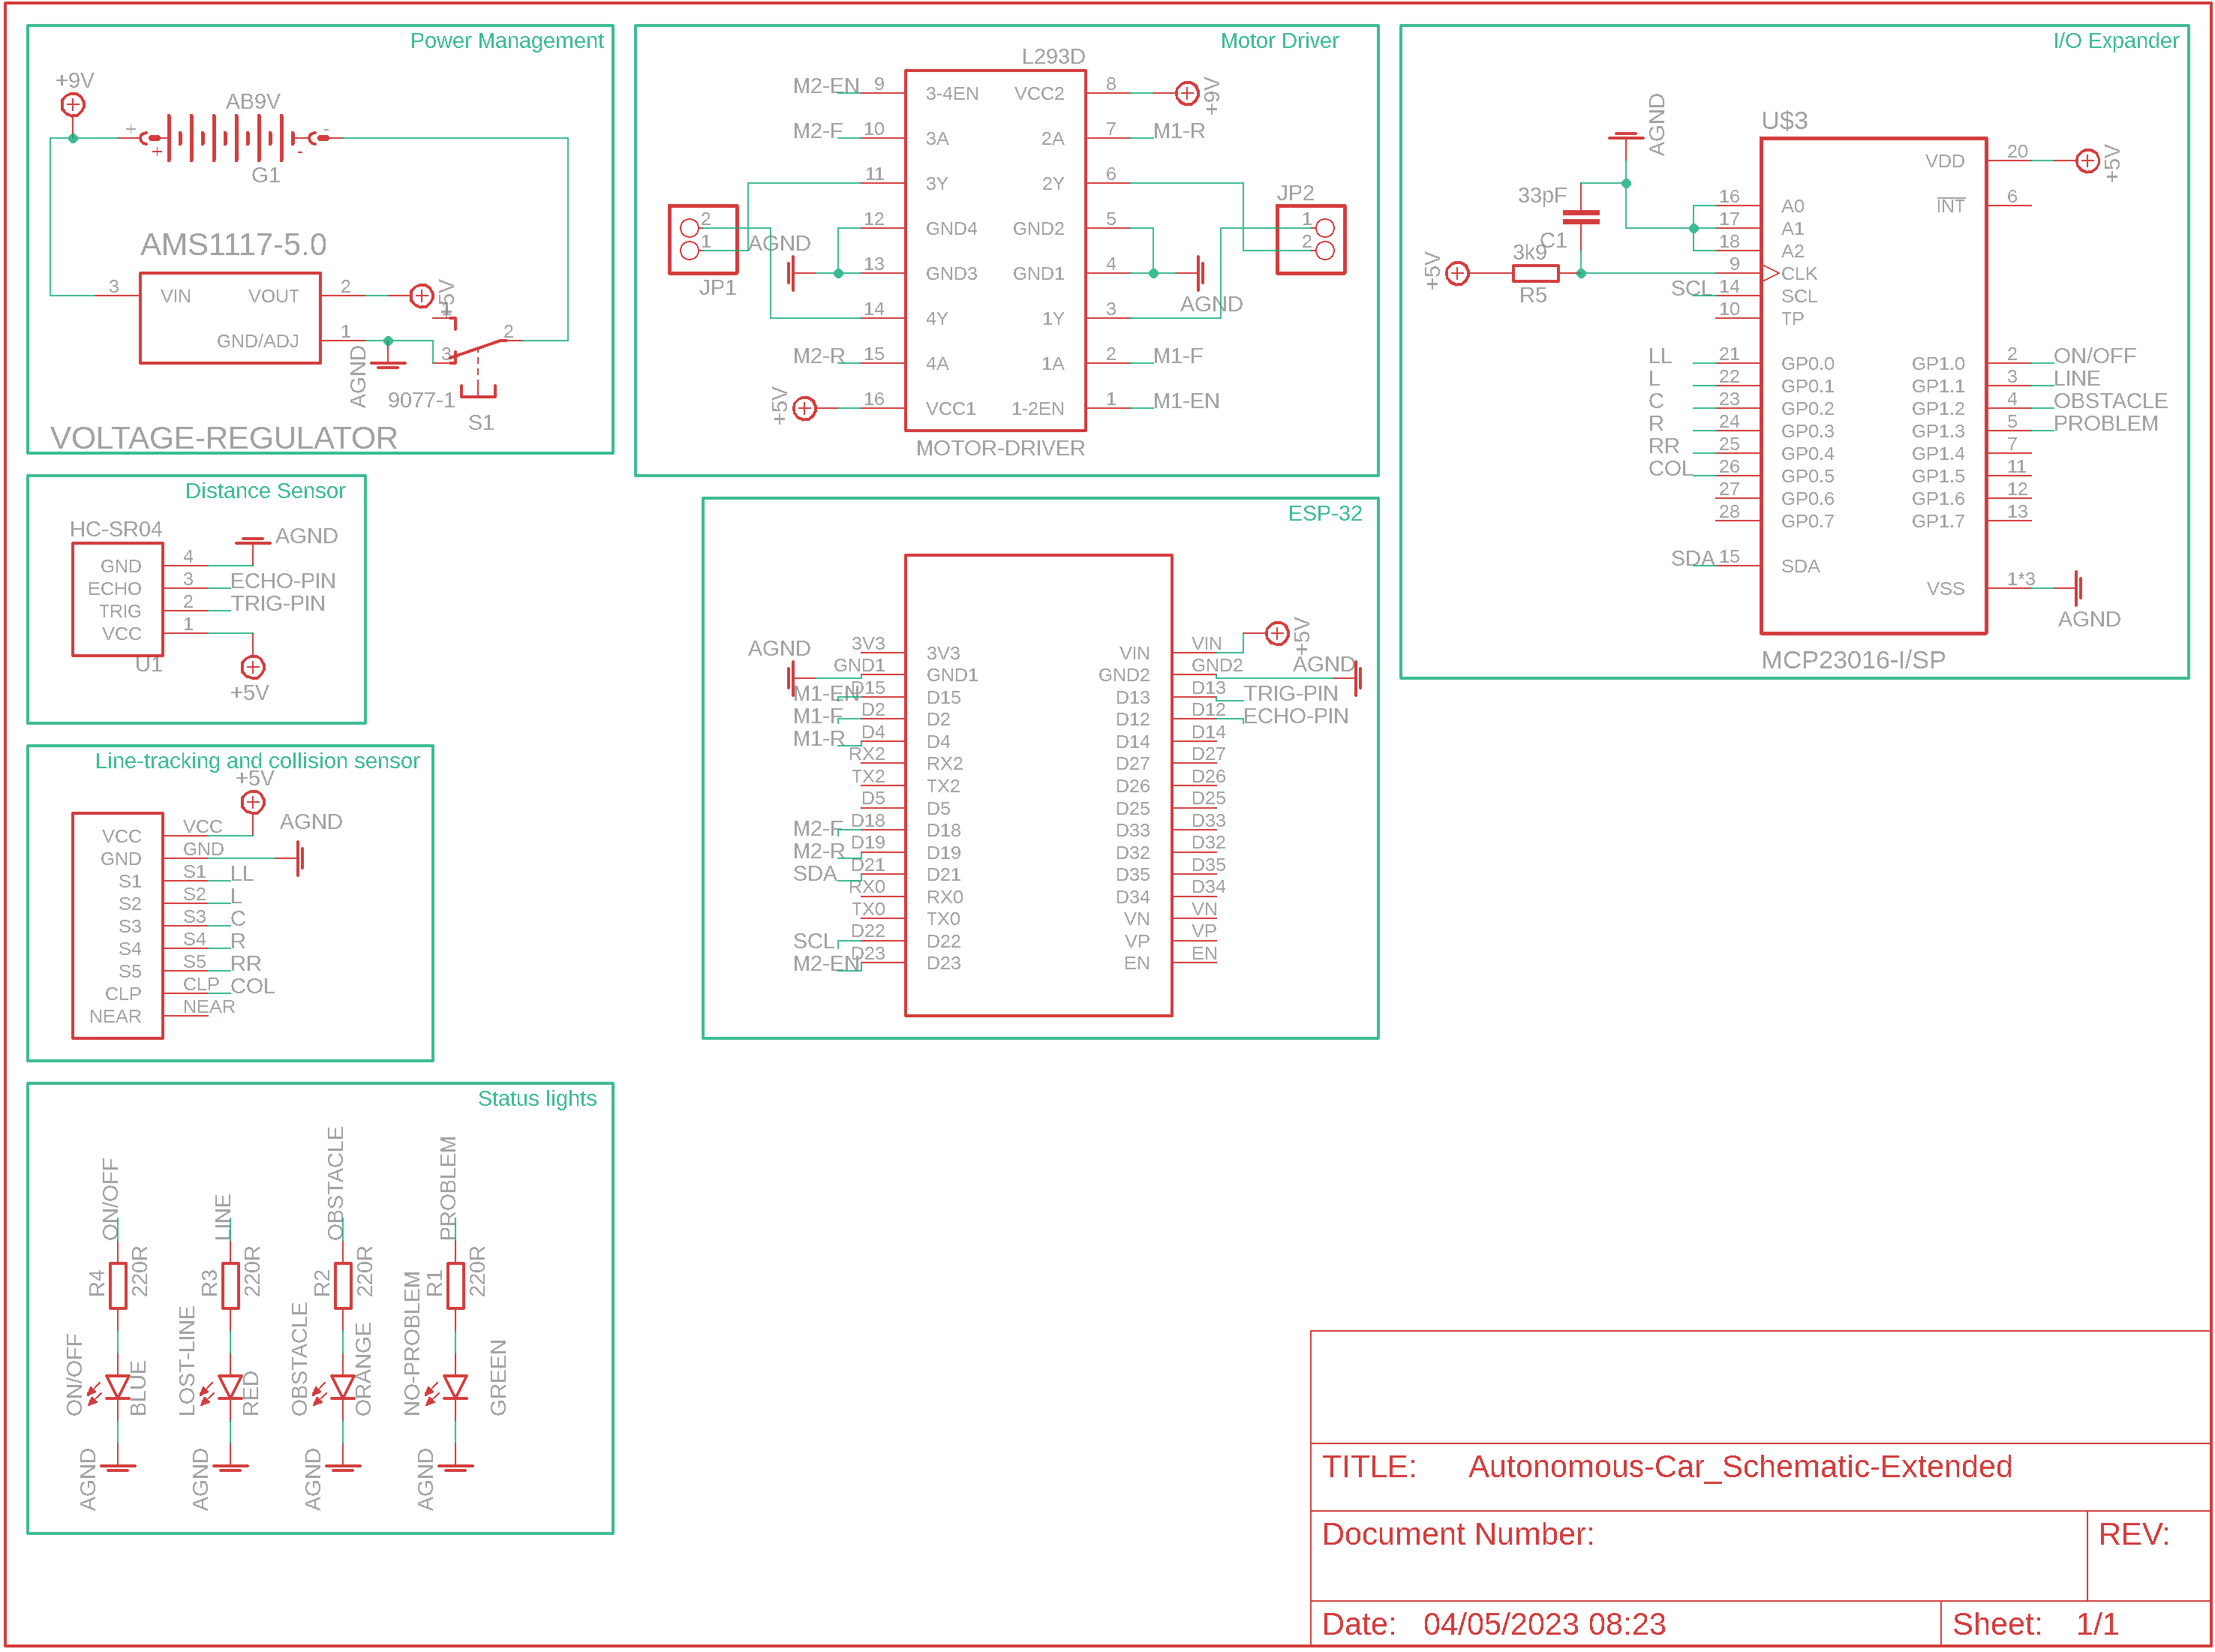 Power Management
+9V
AB9V
+
-
+
-
G1
AMS1117-5.0
3
VIN
VOUT
2
+5V
GND/ADJ
1
AGND
1
2
3
9077-1
S1
VOLTAGE-REGULATOR
Motor Driver
L293D
M2-EN 9 3-4EN VCC2 8 +9V
M2-F 10 3A 2A 7 M1-R
11 3Y 2Y 6
12 GND4 GND2 5
13 GND3 GND1 4
14 4Y 1Y 3
M2-R 15 4A 1A 2 M1-F
+5V 16 VCC1 1-2EN 1 M1-EN
2
1
JP1
AGND
JP2
1
2
AGND
MOTOR-DRIVER
I/O Expander
U$3
AGND
33pF
C1
+5V
3k9
R5
VDD 20 +5V
INT 6
16 A0
17 A1
18 A2
9 CLK
SCL 14 SCL
10 TP
LL 21 GP0.0 GP1.0 2 ON/OFF
L 22 GP0.1 GP1.1 3 LINE
C 23 GP0.2 GP1.2 4 OBSTACLE
R 24 GP0.3 GP1.3 5 PROBLEM
RR 25 GP0.4 GP1.4 7
COL 26 GP0.5 GP1.5 11
27 GP0.6 GP1.6 12
28 GP0.7 GP1.7 13
SDA 15 SDA
VSS 1*3
AGND
MCP23016-I/SP
Distance Sensor
HC-SR04
GND 4 AGND
ECHO 3 ECHO-PIN
TRIG 2 TRIG-PIN
VCC 1
U1
+5V
ESP-32
3V3 3V3 VIN VIN +5V
AGND GND1 GND1 GND2 GND2 AGND
M1-EN D15 D15 D13 D13 TRIG-PIN
M1-F D2 D2 D12 D12 ECHO-PIN
M1-R D4 D4 D14 D14
RX2 RX2 D27 D27
TX2 TX2 D26 D26
D5 D5 D25 D25
M2-F D18 D18 D33 D33
M2-R D19 D19 D32 D32
SDA D21 D21 D35 D35
RX0 RX0 D34 D34
TX0 TX0 VN VN
SCL D22 D22 VP VP
M2-EN D23 D23 EN EN
Line-tracking and collision sensor
+5V
AGND
VCC VCC
GND GND
S1 S1 LL
S2 S2 L
S3 S3 C
S4 S4 R
S5 S5 RR
CLP CLP COL
NEAR NEAR
Status lights
ON/OFF
R4
220R
ON/OFF
BLUE
AGND
LINE
R3
220R
LOST-LINE
RED
AGND
OBSTACLE
R2
220R
OBSTACLE
ORANGE
AGND
PROBLEM
R1
220R
NO-PROBLEM
GREEN
AGND
TITLE: Autonomous-Car_Schematic-Extended
Document Number:
REV:
Date: 04/05/2023 08:23
Sheet: 1/1